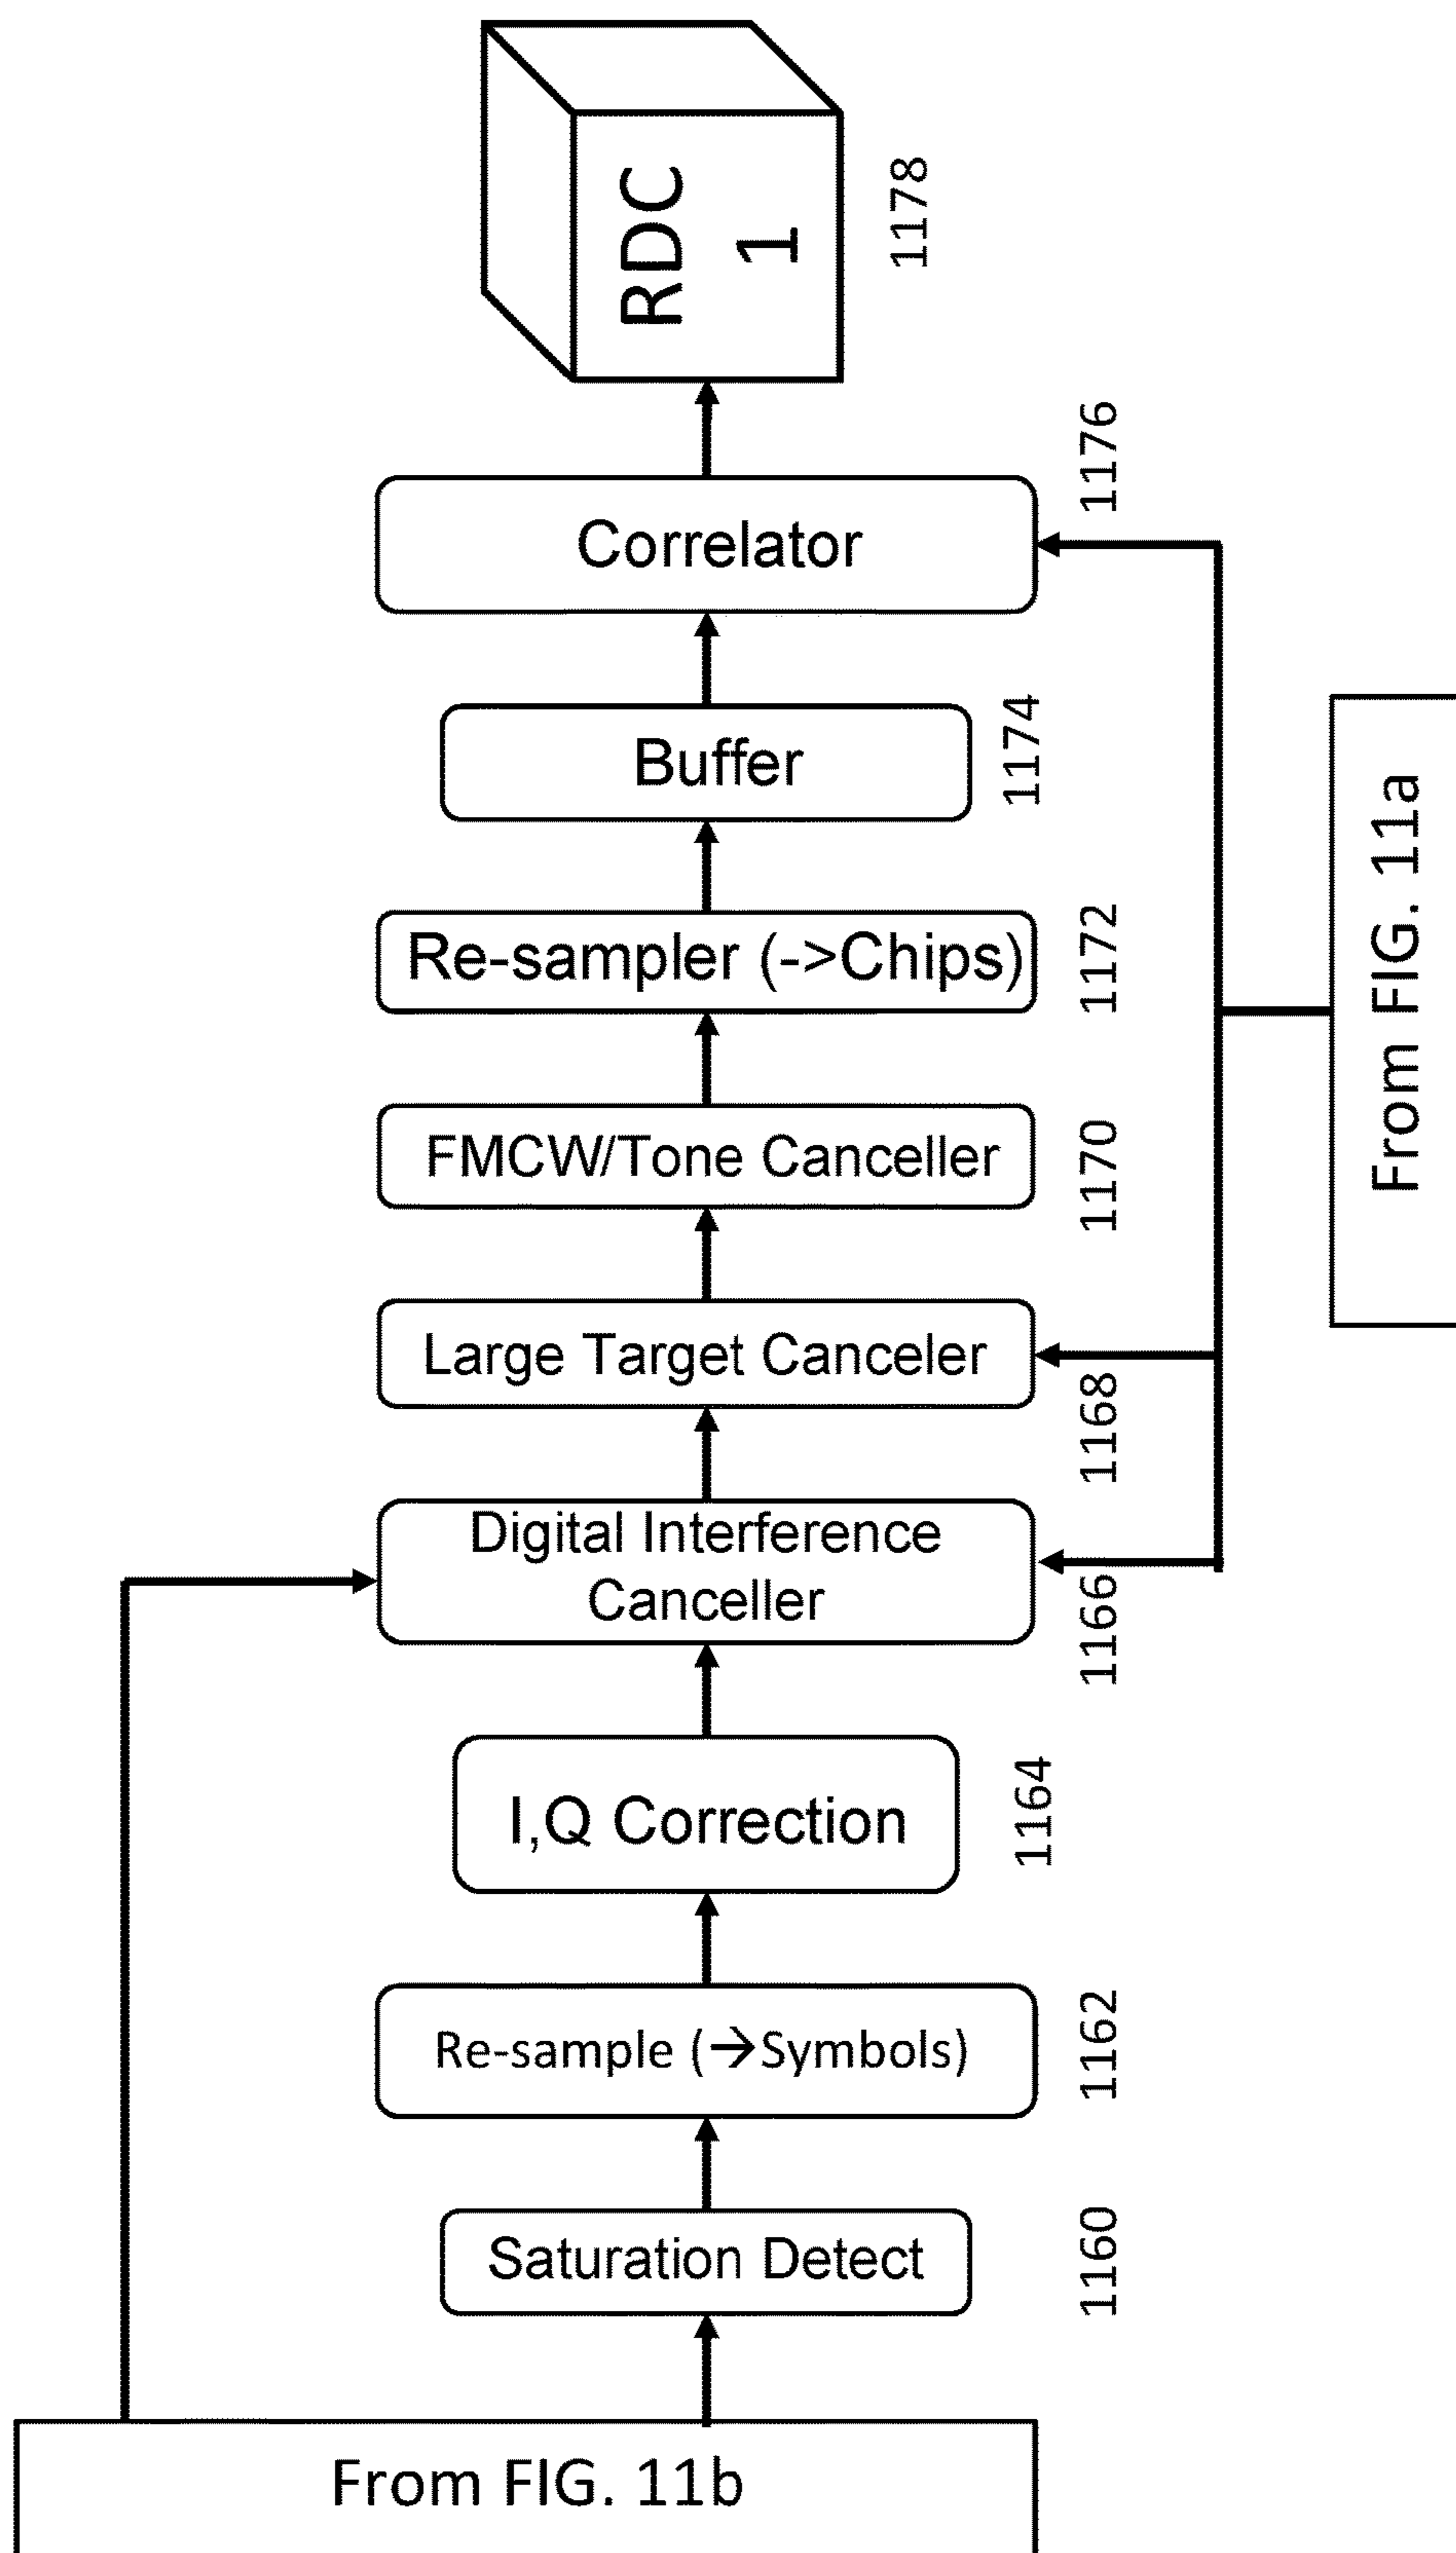 RDC
1
1178
Correlator
1176
Buffer
1174
Re-sampler (->Chips)
1172
FMCW/Tone Canceller
1170
Large Target Canceler
1168
Digital Interference
Canceller
1166
I,Q Correction
1164
Re-sample (→Symbols)
1162
Saturation Detect
1160
From FIG. 11b
From FIG. 11a